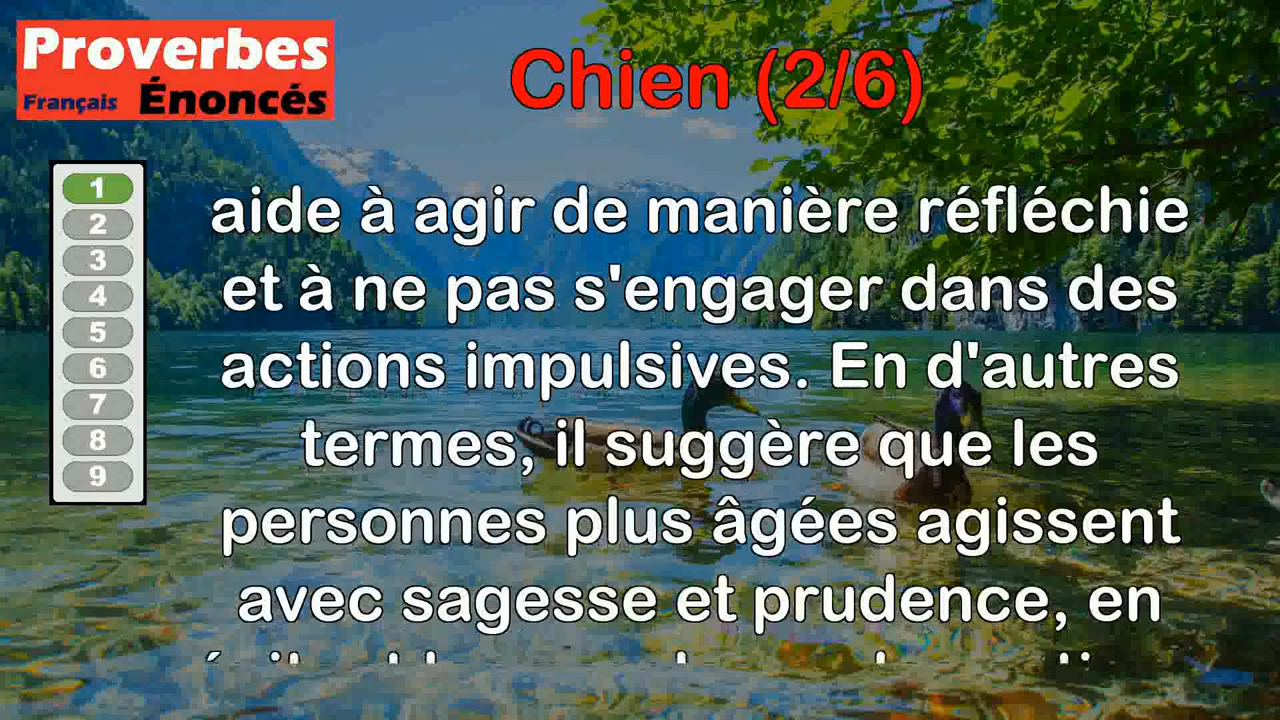 Proverbes
Français Énoncés
Chien (2/6)
1
2
3
4
5
6
7
8
9
aide à agir de manière réfléchie
et à ne pas s'engager dans des
actions impulsives. En d'autres
termes, il suggère que les
personnes plus âgées agissent
avec sagesse et prudence, en